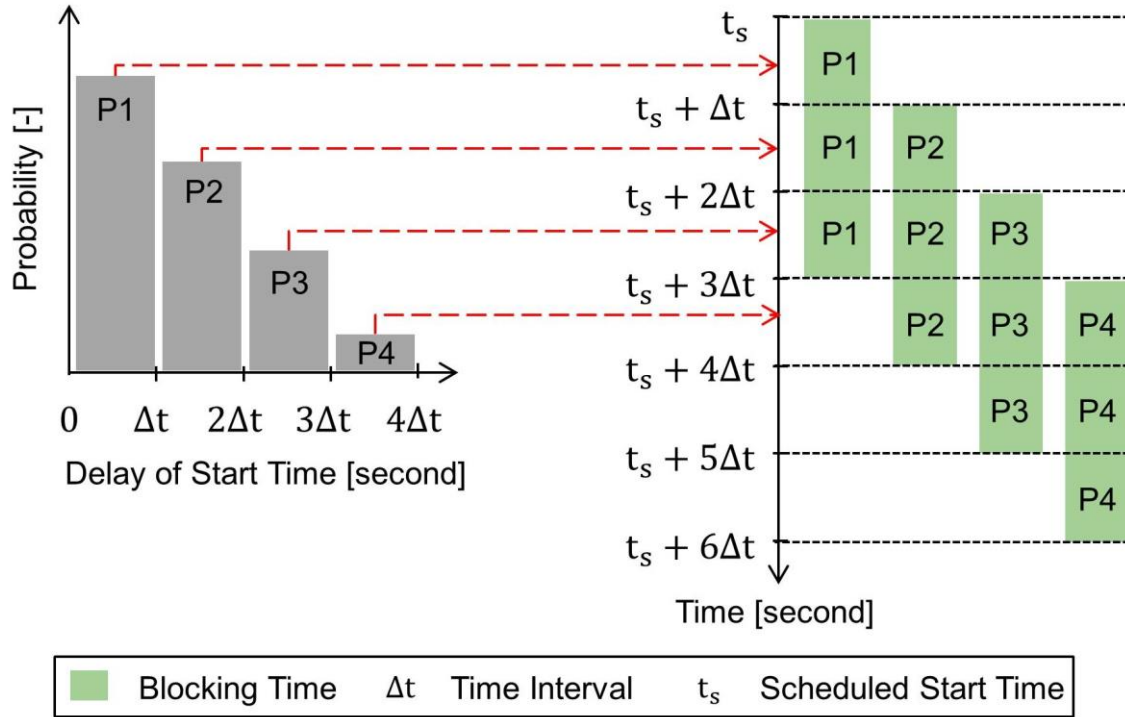 Probability [-]
P1
P2
P3
P4
0 Δt 2Δt 3Δt 4Δt
Delay of Start Time [second]
t_s
P1
t_s + Δt
P1 P2
t_s + 2Δt
P1 P2 P3
t_s + 3Δt
P2 P3 P4
t_s + 4Δt
P3 P4
t_s + 5Δt
P4
t_s + 6Δt
Time [second]
Blocking Time Δt Time Interval t_s Scheduled Start Time